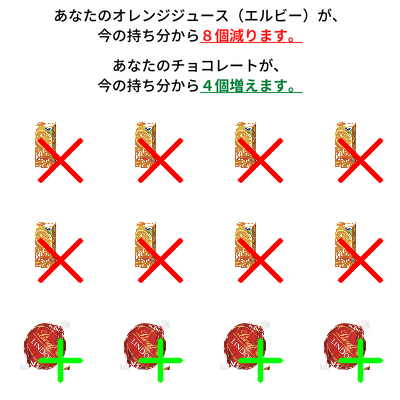 あなたのオレンジジュース（エルビー）が、
今の持ち分から８個減ります。
あなたのチョコレートが、
今の持ち分から４個増えます。